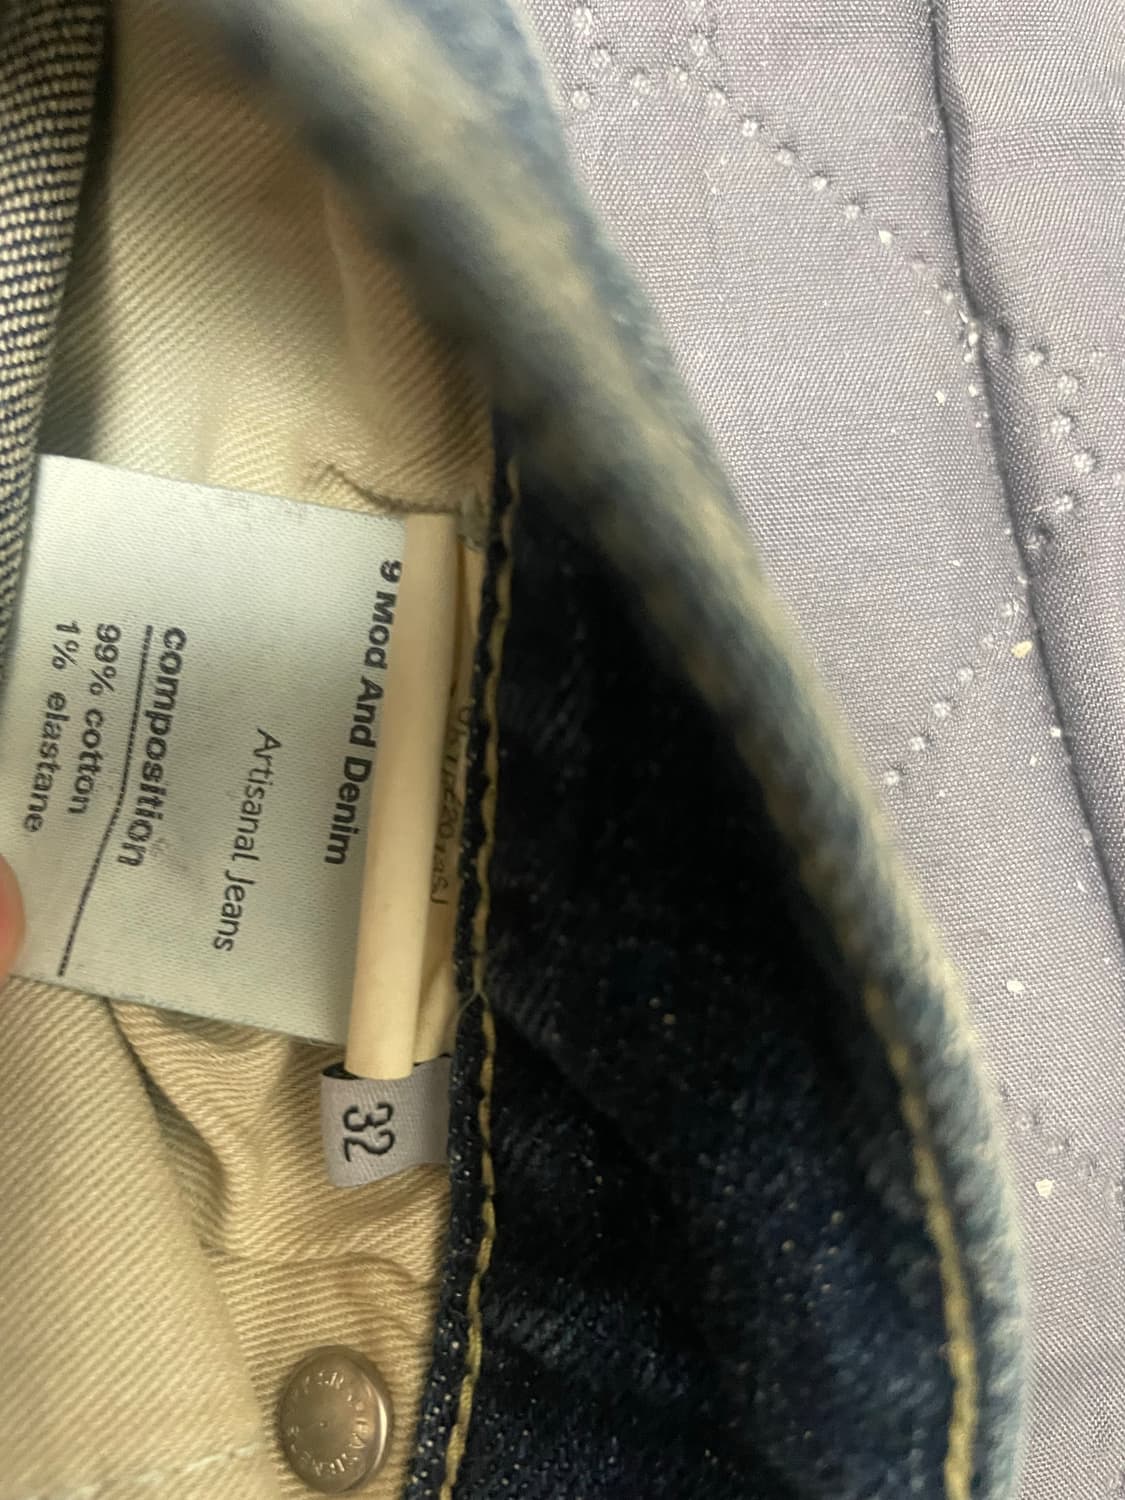 9 Mod And Denim
Artisanal Jeans
composition
99% cotton
1% elastane
32